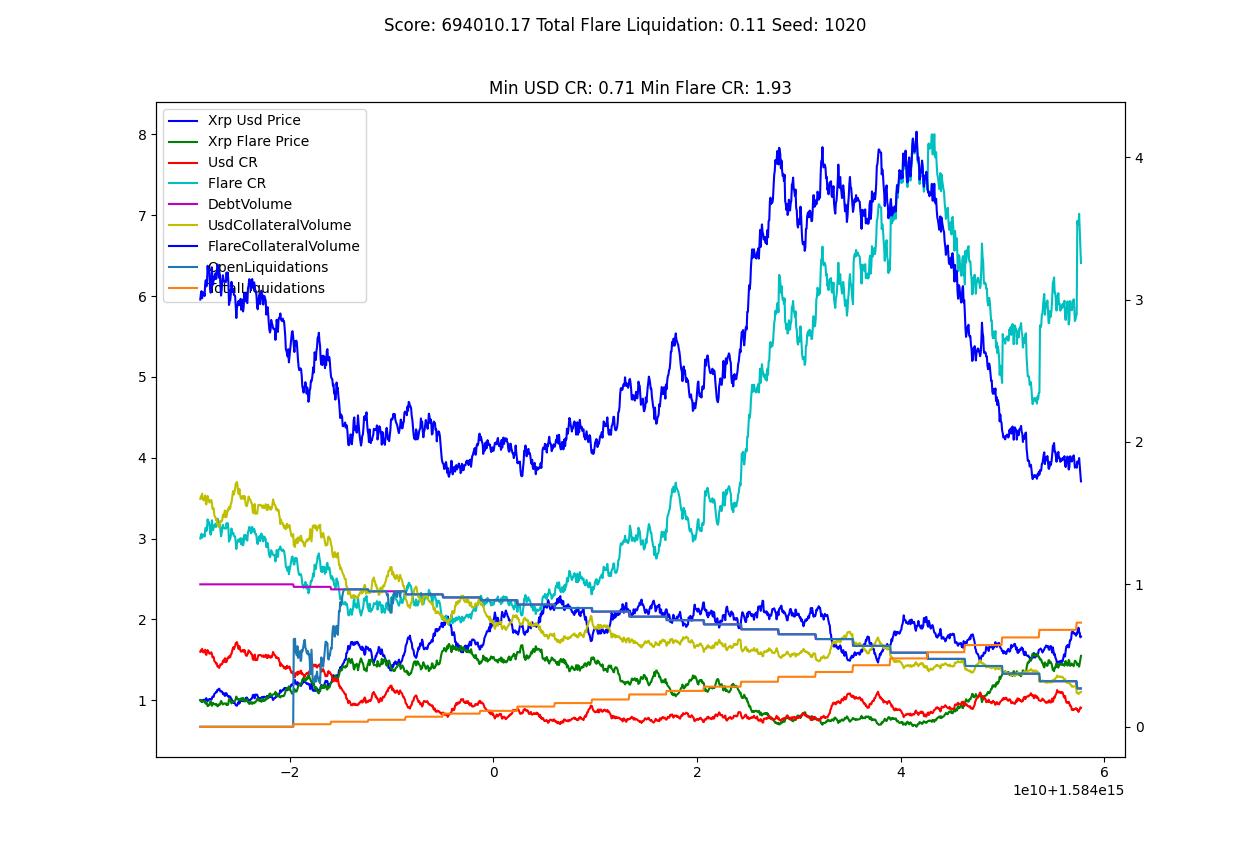 Score: 694010.17 Total Flare Liquidation: 0.11 Seed: 1020
Min USD CR: 0.71 Min Flare CR: 1.93
Xrp Usd Price
Xrp Flare Price
Usd CR
Flare CR
DebtVolume
UsdCollateralVolume
FlareCollateralVolume
OpenLiquidations
TotalLiquidations
8
7
6
5
4
3
2
1
4
3
2
1
0
−2
0
2
4
6
1e10+1.584e15